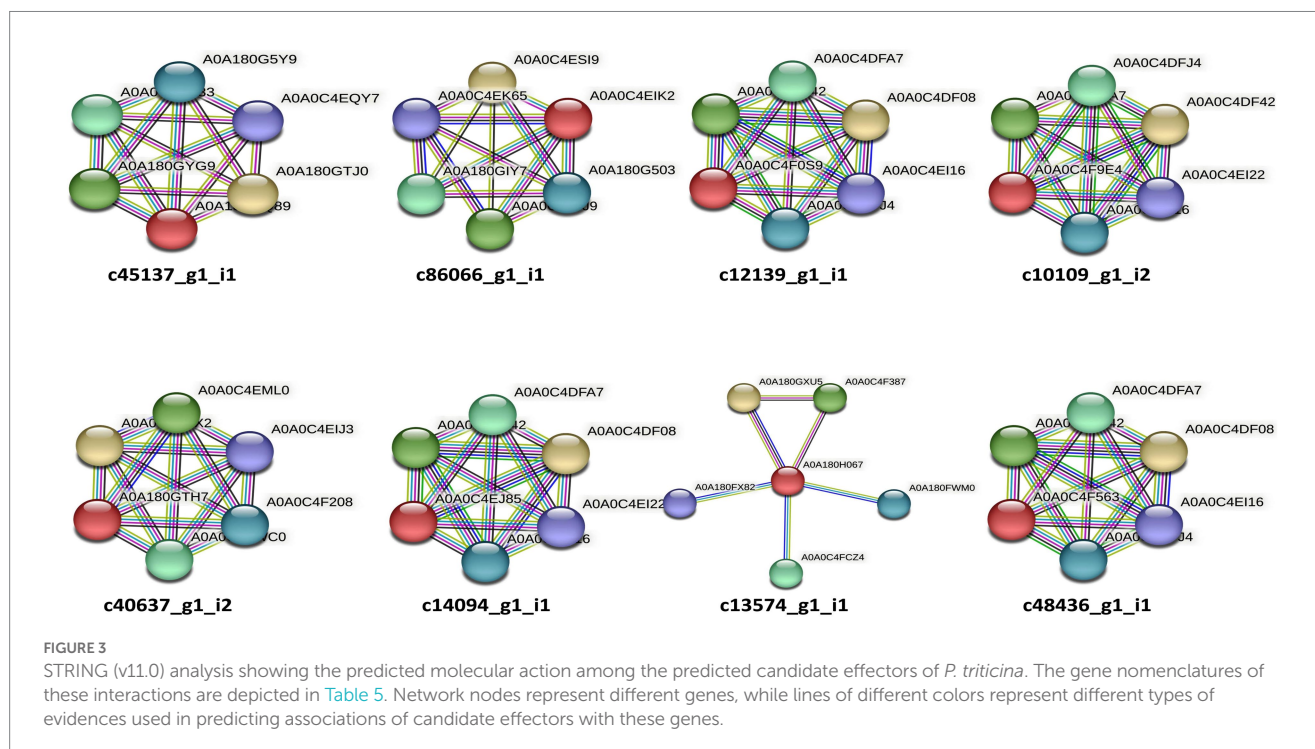 A0A180G5Y9
A0A0C4EQY7
A0A180GYG9
A0A180GTJ0
c45137_g1_i1
A0A0C4ESI9
A0A0C4EK65
A0A0C4EIK2
A0A180GIY7
A0A180G503
c86066_g1_i1
A0A0C4DFA7
A0A0C4DF08
A0A0C4F0S9
A0A0C4EI16
c12139_g1_i1
A0A0C4DFJ4
A0A0C4DF42
A0A0C4F9E4
A0A0C4EI22
c10109_g1_i2
A0A0C4EML0
A0A0C4EIJ3
A0A180GTH7
A0A0C4F208
c40637_g1_i2
A0A0C4DFA7
A0A0C4DF08
A0A0C4EJ85
A0A0C4EI22
c14094_g1_i1
A0A180GXU5
A0A0C4F387
A0A180H067
A0A180FX82
A0A180FWM0
A0A0C4FCZ4
c13574_g1_i1
A0A0C4DFA7
A0A0C4DF08
A0A0C4F563
A0A0C4EI16
c48436_g1_i1
FIGURE 3
STRING (v11.0) analysis showing the predicted molecular action among the predicted candidate effectors of P. triticina. The gene nomenclatures of
these interactions are depicted in Table 5. Network nodes represent different genes, while lines of different colors represent different types of
evidences used in predicting associations of candidate effectors with these genes.